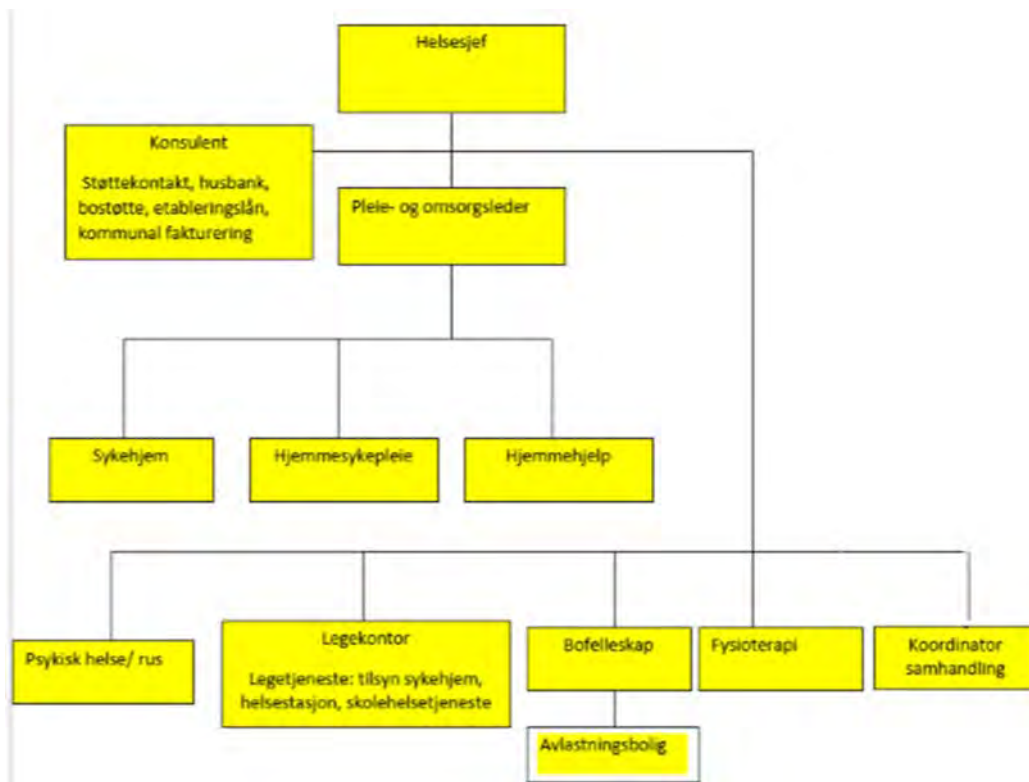 Helsesjef
Konsulent
Støttekontakt, husbank,
bostøtte, etableringslån,
kommunal fakturering
Pleie- og omsorgsleder
Sykehjem
Hjemmesykepleie
Hjemmehjelp
Psykisk helse/ rus
Legekontor
Legetjeneste: tilsyn sykehjem,
helsestasjon, skolehelsetjeneste
Bofelleskap
Fysioterapi
Koordinator
samhandling
Avlastningsbolig